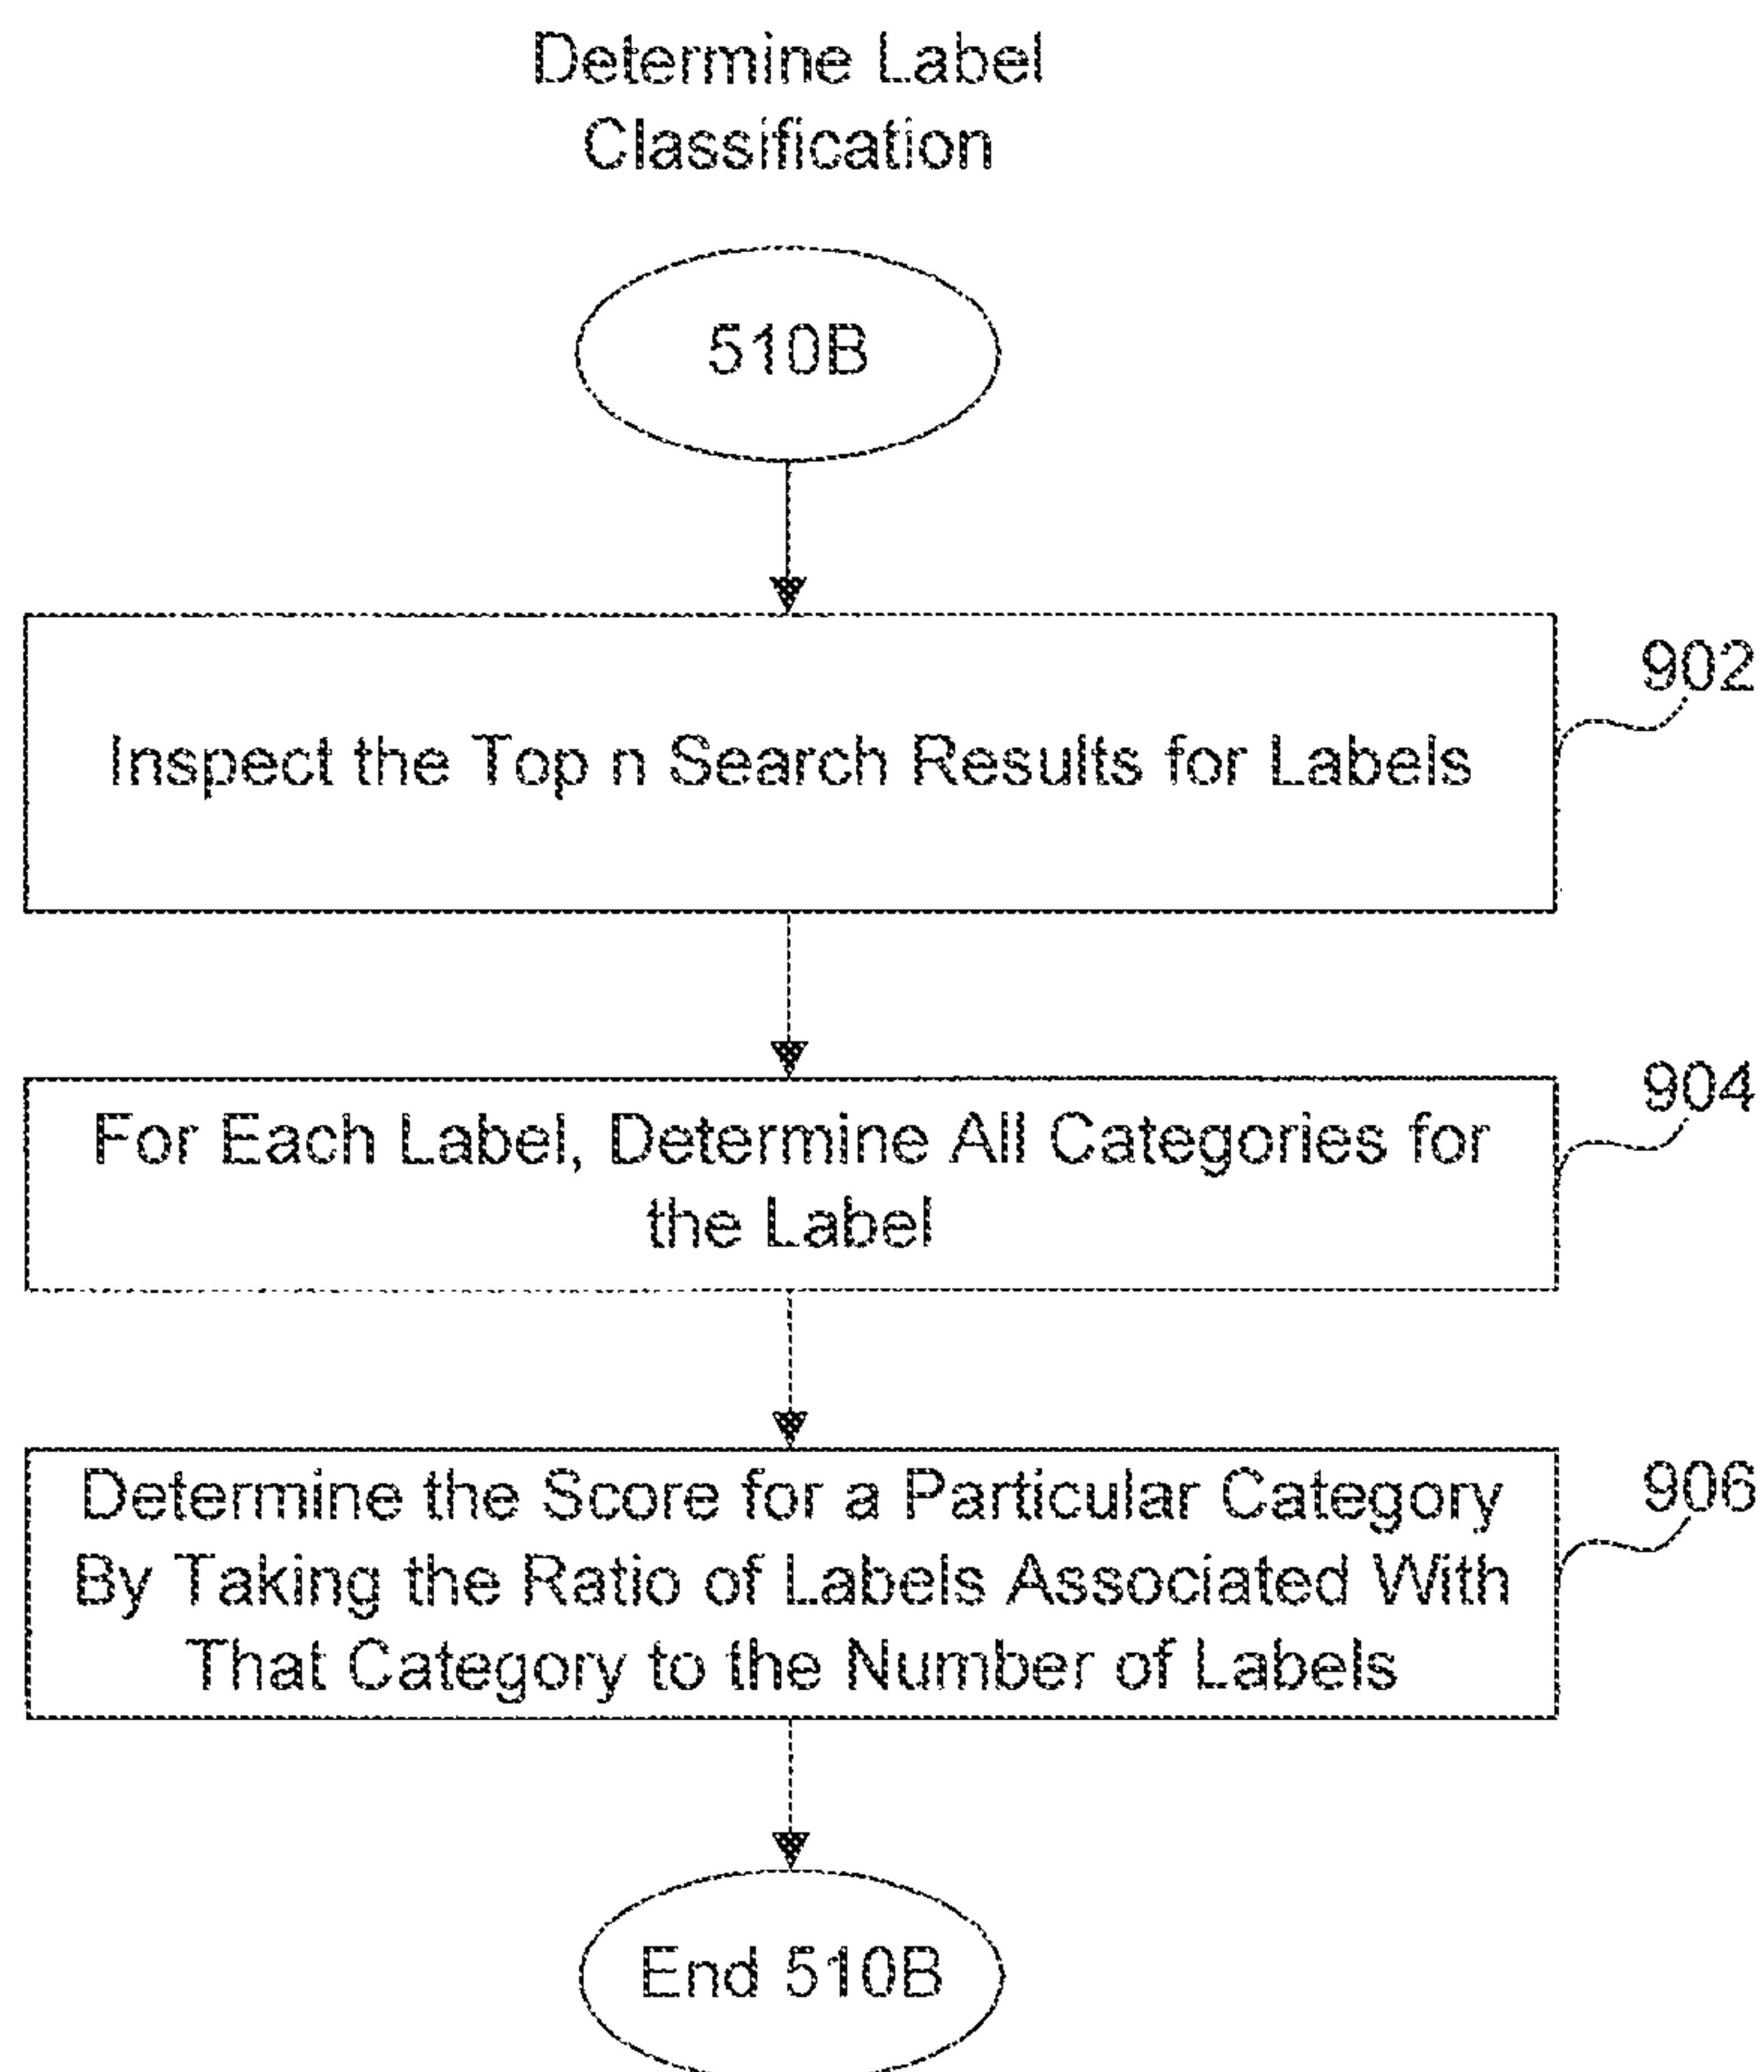 Determine Label
Classification
510B
902
Inspect the Top n Search Results for Labels
904
For Each Label, Determine All Categories for
the Label
906
Determine the Score for a Particular Category
By Taking the Ratio of Labels Associated With
That Category to the Number of Labels
End 510B